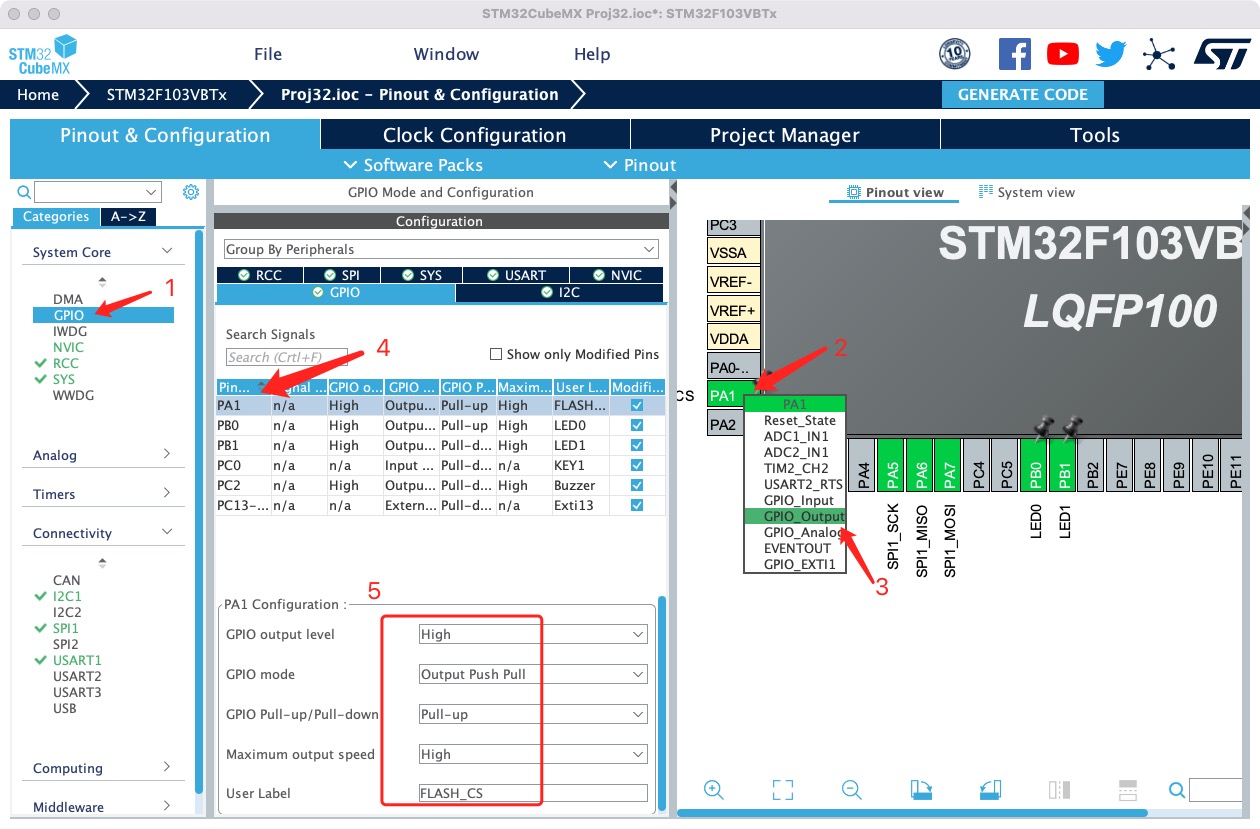 STM32CubeMX Proj32.ioc*: STM32F103VBTx
STM32
CubeMX
File
Window
Help
10
Home
STM32F103VBTx
Proj32.ioc – Pinout & Configuration
GENERATE CODE
Pinout & Configuration
Clock Configuration
Project Manager
Tools
Software Packs
Pinout
Categories
A->Z
System Core
1
DMA
GPIO
IWDG
NVIC
RCC
SYS
WWDG
Analog
Timers
Connectivity
CAN
I2C1
I2C2
SPI1
SPI2
USART1
USART2
USART3
USB
Computing
Middleware
GPIO Mode and Configuration
Configuration
Group By Peripherals
RCC SPI SYS USART NVIC
GPIO I2C
Search Signals
Search (Crtl+F)
4
Show only Modified Pins
Pin... ignal ... GPIO o... GPIO ... GPIO P... Maxim... User L... Modifi...
PA1 n/a High Outpu... Pull-up High FLASH...
PB0 n/a High Outpu... Pull-up High LED0
PB1 n/a High Outpu... Pull-d... High LED1
PC0 n/a n/a Input ... Pull-d... n/a KEY1
PC2 n/a High Outpu... Pull-d... High Buzzer
PC13-... n/a n/a Extern... Pull-d... n/a Exti13
5
PA1 Configuration :
GPIO output level High
GPIO mode Output Push Pull
GPIO Pull-up/Pull-down Pull-up
Maximum output speed High
User Label FLASH_CS
Pinout view
System view
PC3
VSSA
VREF-
VREF+
VDDA
PA0-..
CS
PA1
PA2
2
STM32F103VB
LQFP100
PA1
Reset_State
ADC1_IN1
ADC2_IN1
TIM2_CH2
USART2_RTS
GPIO_Input
GPIO_Output
GPIO_Analog
EVENTOUT
GPIO_EXTI1
3
PA4
PA5
PA6
PA7
PC4
PC5
PB0
PB1
PB2
PE7
PE8
PE9
PE10
PE11
SPI1_SCK
SPI1_MISO
SPI1_MOSI
LED0
LED1